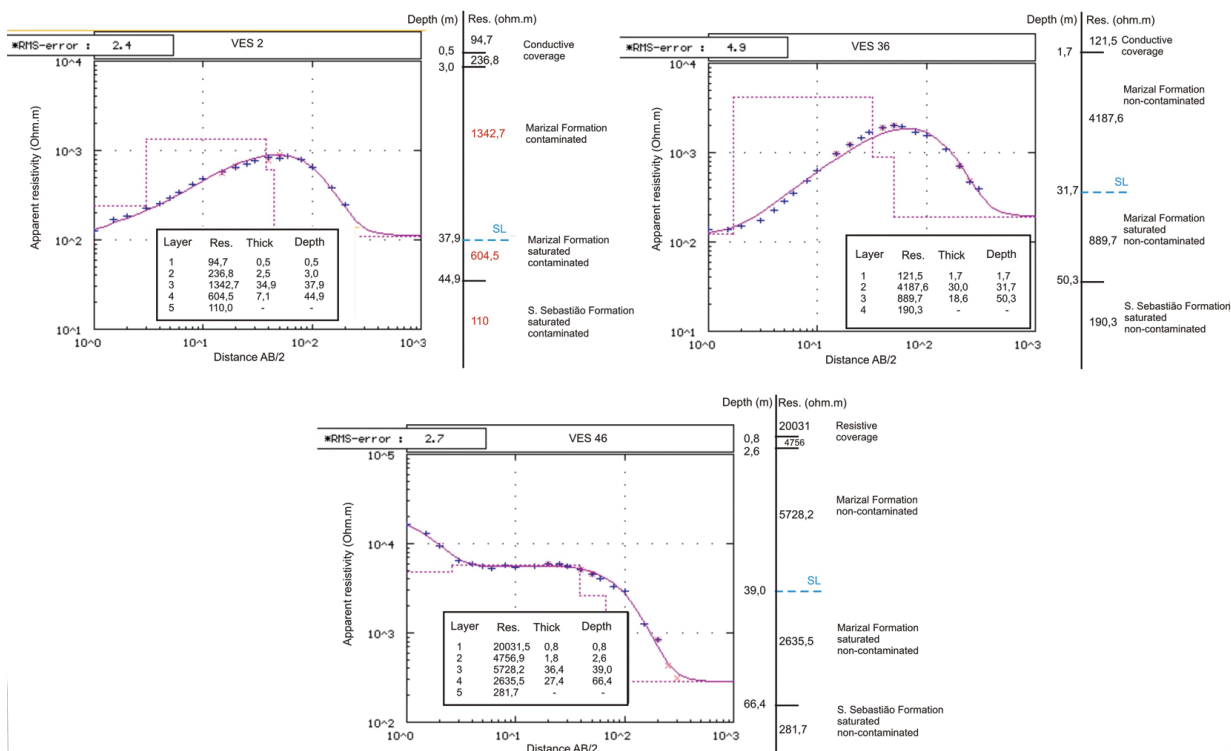 Depth (m) Res. (ohm.m)
*RMS-error : 2.4
VES 2
10^4
10^3
10^2
10^1
Apparent resistivity (Ohm.m)
Layer Res. Thick Depth
1 94,7 0,5 0,5
2 236,8 2,5 3,0
3 1342,7 34,9 37,9
4 604,5 7,1 44,9
5 110,0 - -
10^0 10^1 10^2 10^3
Distance AB/2
94,7
0,5
Conductive
coverage
236,8
3,0
1342,7
Marizal Formation
contaminated
SL
37,9
604,5
Marizal Formation
saturated
contaminated
44,9
110
S. Sebastião Formation
saturated
contaminated
Depth (m) Res. (ohm.m)
*RMS-error : 4.9
VES 36
10^4
10^3
10^2
10^1
Apparent resistivity (Ohm.m)
Layer Res. Thick Depth
1 121,5 1,7 1,7
2 4187,6 30,0 31,7
3 889,7 18,6 50,3
4 190,3 - -
10^0 10^1 10^2 10^3
Distance AB/2
121,5
Conductive
coverage
1,7
Marizal Formation
non-contaminated
4187,6
SL
31,7
Marizal Formation
saturated
non-contaminated
889,7
50,3
190,3
S. Sebastião Formation
saturated
non-contaminated
Depth (m) Res. (ohm.m)
*RMS-error : 2.7
VES 46
10^5
10^4
10^3
10^2
Apparent resistivity (Ohm.m)
Layer Res. Thick Depth
1 20031,5 0,8 0,8
2 4756,9 1,8 2,6
3 5728,2 36,4 39,0
4 2635,5 27,4 66,4
5 281,7 - -
10^0 10^1 10^2 10^3
Distance AB/2
20031
Resistive
coverage
0,8
4756
2,6
5728,2
Marizal Formation
non-contaminated
SL
39,0
2635,5
Marizal Formation
saturated
non-contaminated
66,4
281,7
S. Sebastião Formation
saturated
non-contaminated